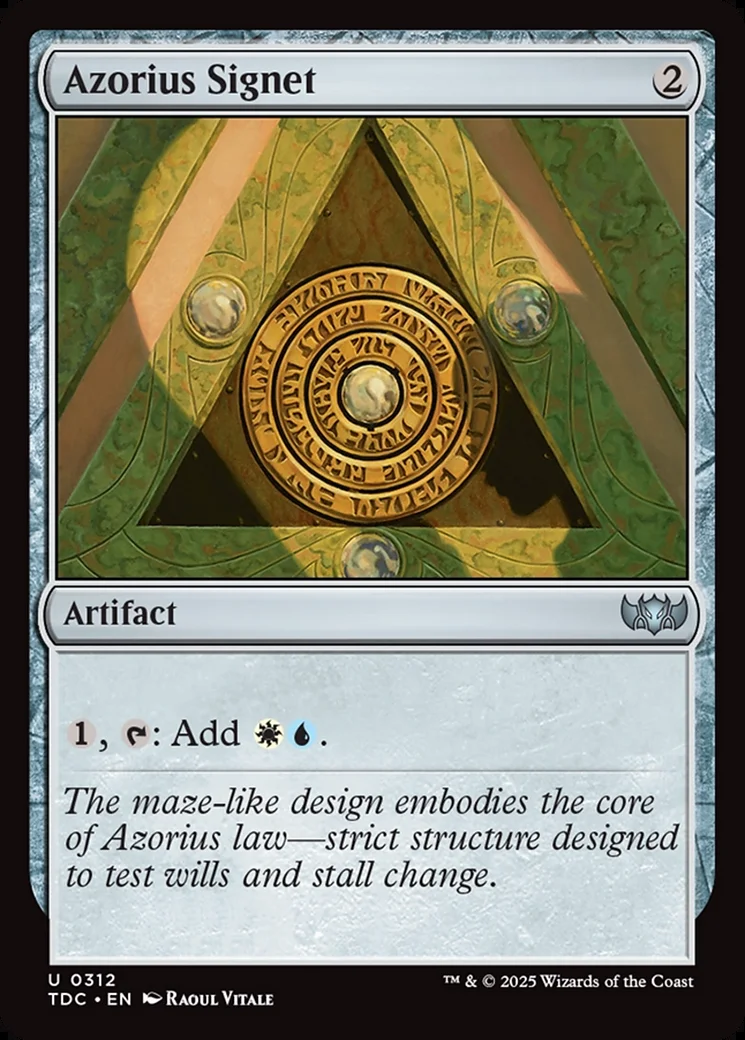 Azorius Signet 2
Artifact
1, : Add .
The maze-like design embodies the core
of Azorius law—strict structure designed
to test wills and stall change.
U 0312
TDC • EN Raoul Vitale
™ & © 2025 Wizards of the Coast